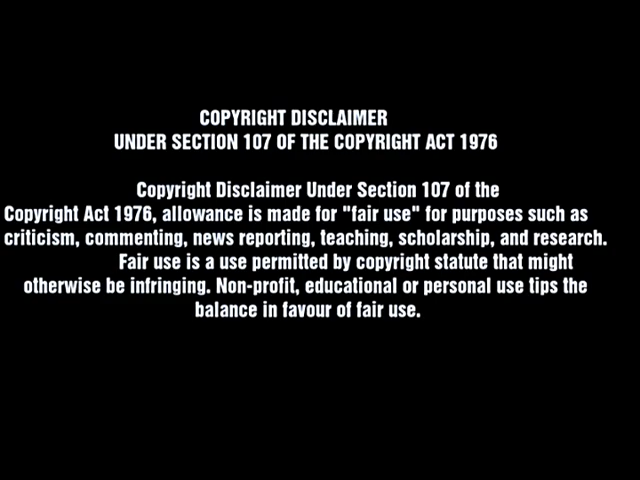 COPYRIGHT DISCLAIMER
UNDER SECTION 107 OF THE COPYRIGHT ACT 1976
Copyright Disclaimer Under Section 107 of the
Copyright Act 1976, allowance is made for "fair use" for purposes such as
criticism, commenting, news reporting, teaching, scholarship, and research.
Fair use is a use permitted by copyright statute that might
otherwise be infringing. Non-profit, educational or personal use tips the
balance in favour of fair use.